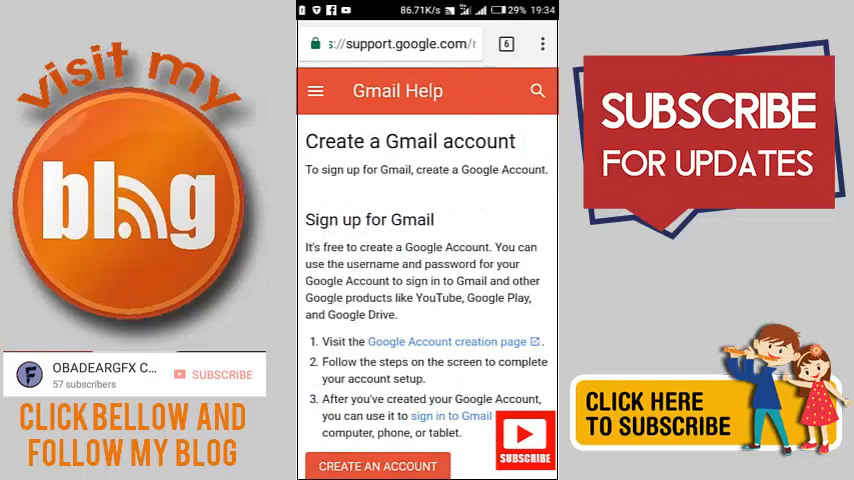 visit my
blog
OBADEARGFX C...
57 subscribers
SUBSCRIBE
CLICK BELLOW AND
FOLLOW MY BLOG
86.71K/s
29% 19:34
s://support.google.com/
6
Gmail Help
Create a Gmail account
To sign up for Gmail, create a Google Account.
Sign up for Gmail
It's free to create a Google Account. You can
use the username and password for your
Google Account to sign in to Gmail and other
Google products like YouTube, Google Play,
and Google Drive.
1. Visit the Google Account creation page.
2. Follow the steps on the screen to complete
your account setup.
3. After you've created your Google Account,
you can use it to sign in to Gmail
computer, phone, or tablet.
CREATE AN ACCOUNT
SUBSCRIBE
SUBSCRIBE
FOR UPDATES
CLICK HERE
TO SUBSCRIBE